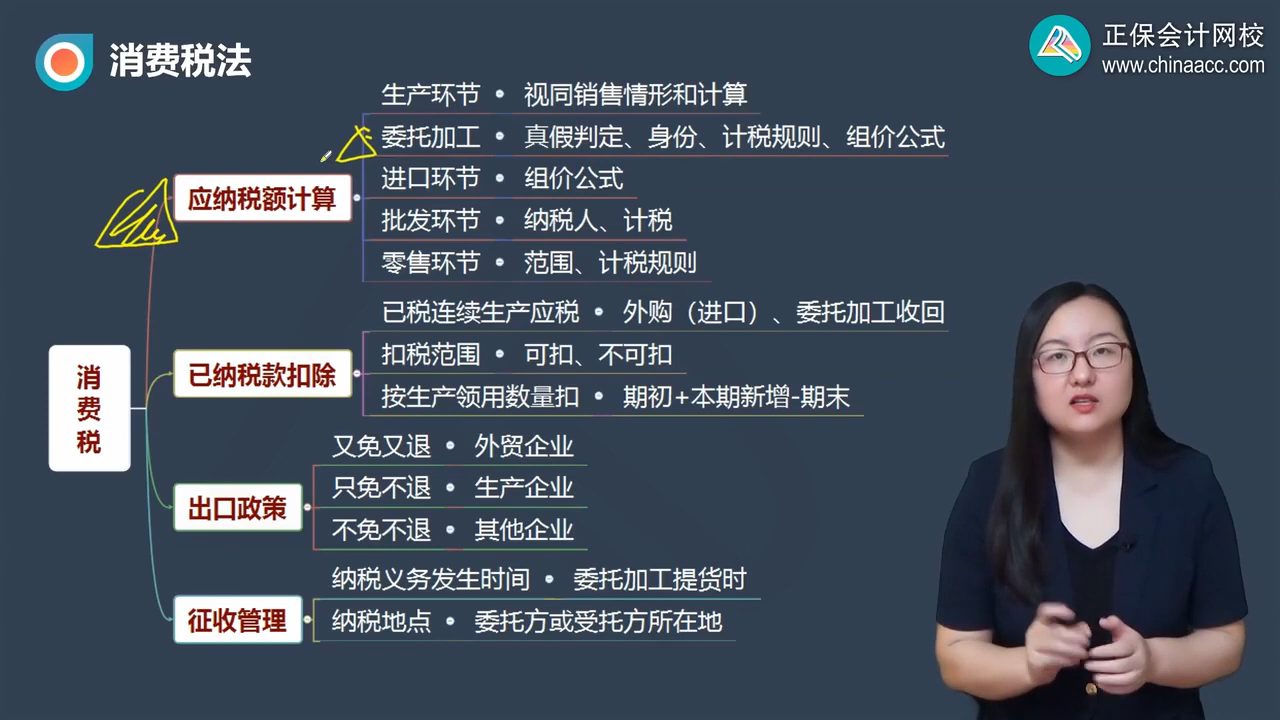 消费税法
正保会计网校
www.chinaacc.com
消费税
应纳税额计算
生产环节 • 视同销售情形和计算
委托加工 • 真假判定、身份、计税规则、组价公式
进口环节 • 组价公式
批发环节 • 纳税人、计税
零售环节 • 范围、计税规则
已纳税款扣除
已税连续生产应税 • 外购（进口）、委托加工收回
扣税范围 • 可扣、不可扣
按生产领用数量扣 • 期初+本期新增-期末
出口政策
又免又退 • 外贸企业
只免不退 • 生产企业
不免不退 • 其他企业
征收管理
纳税义务发生时间 • 委托加工提货时
纳税地点 • 委托方或受托方所在地